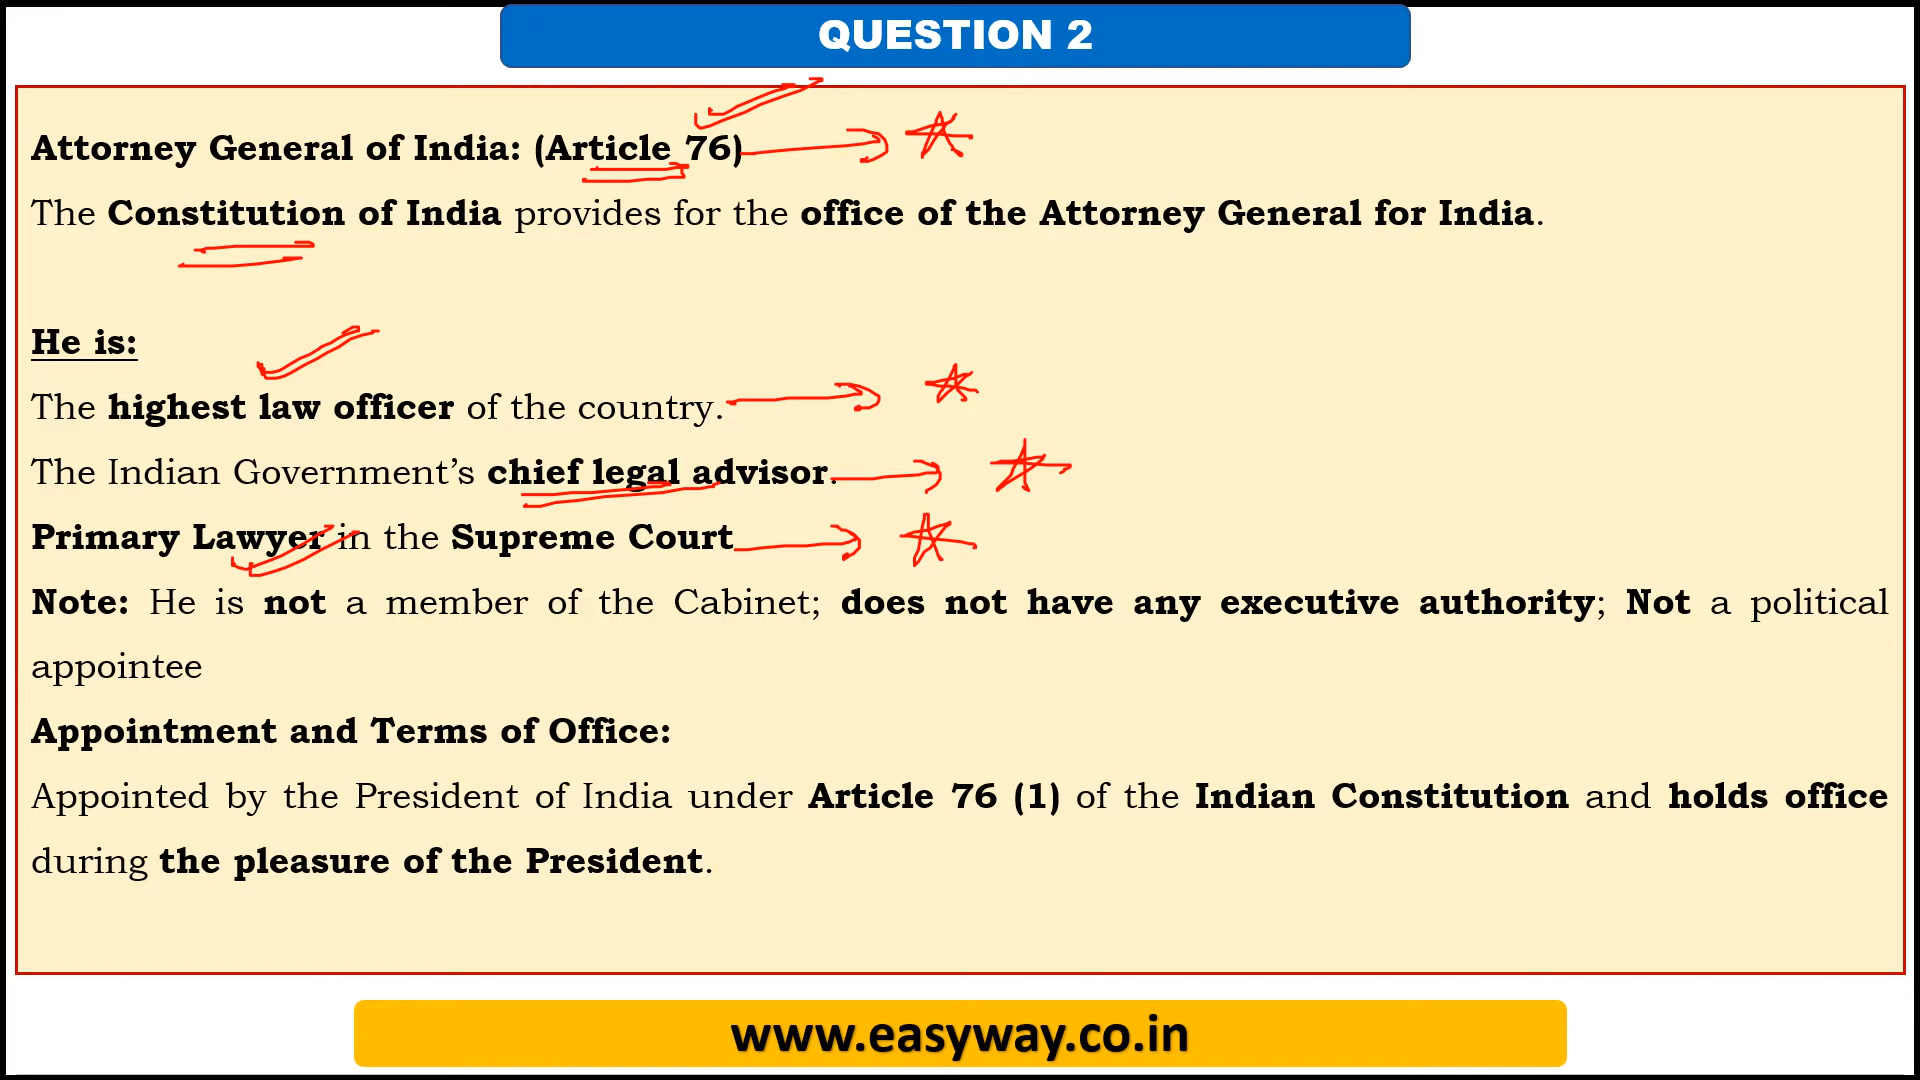 QUESTION 2
Attorney General of India: (Article 76)
The Constitution of India provides for the office of the Attorney General for India.
He is:
The highest law officer of the country.
The Indian Government’s chief legal advisor.
Primary Lawyer in the Supreme Court
Note: He is not a member of the Cabinet; does not have any executive authority; Not a political
appointee
Appointment and Terms of Office:
Appointed by the President of India under Article 76 (1) of the Indian Constitution and holds office
during the pleasure of the President.
www.easyway.co.in